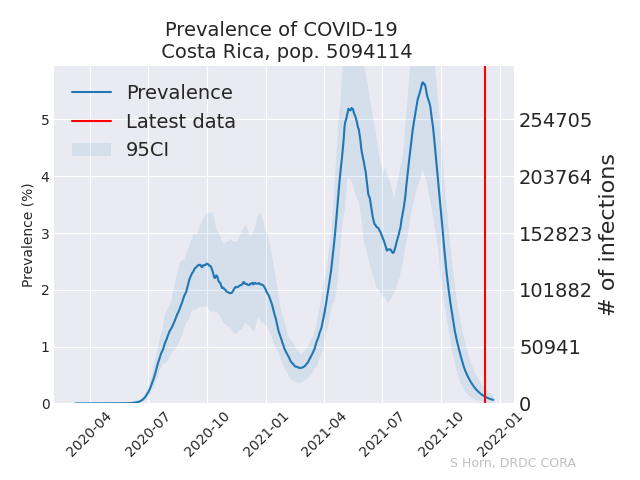 Prevalence of COVID-19
Costa Rica, pop. 5094114
Prevalence
Latest data
95CI
Prevalence (%)
5
4
3
2
1
0
254705
203764
152823
101882
50941
0
# of infections
2020-04
2020-07
2020-10
2021-01
2021-04
2021-07
2021-10
2022-01
S Horn, DRDC CORA